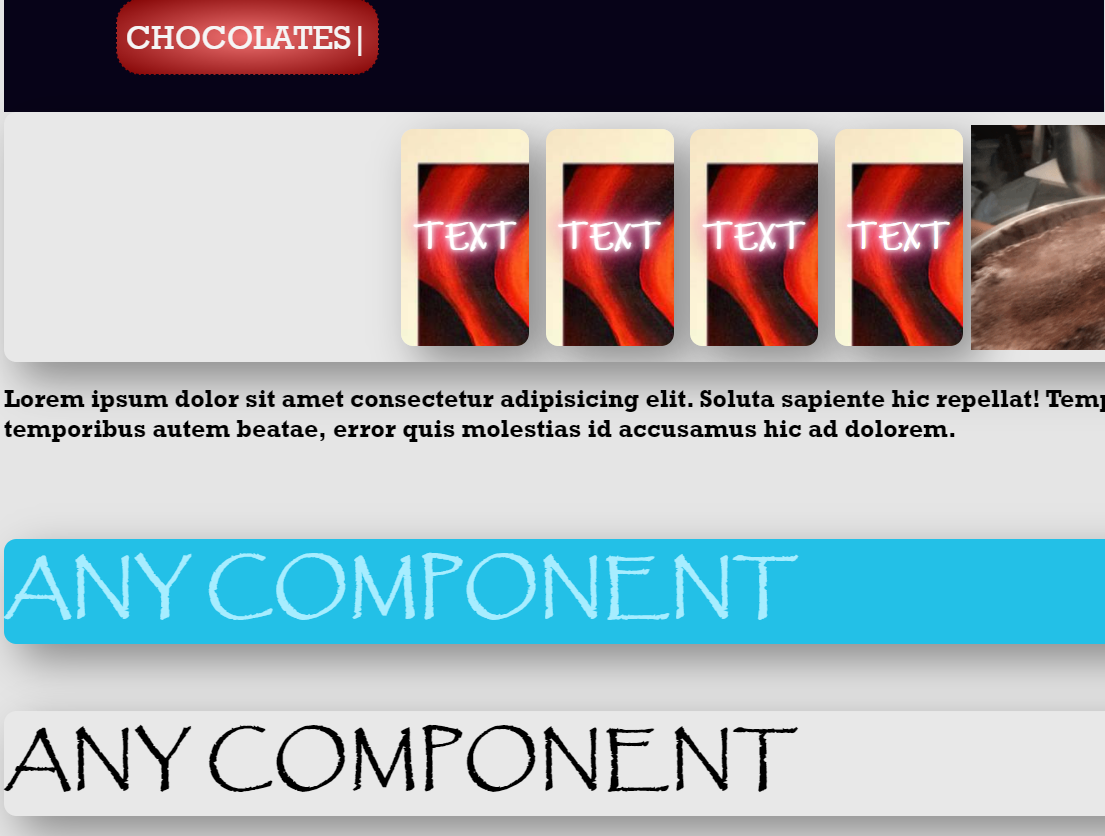 CHOCOLATES|
TEXT TEXT TEXT TEXT
Lorem ipsum dolor sit amet consectetur adipisicing elit. Soluta sapiente hic repellat! Temp
temporibus autem beatae, error quis molestias id accusamus hic ad dolorem.
ANY COMPONENT
ANY COMPONENT